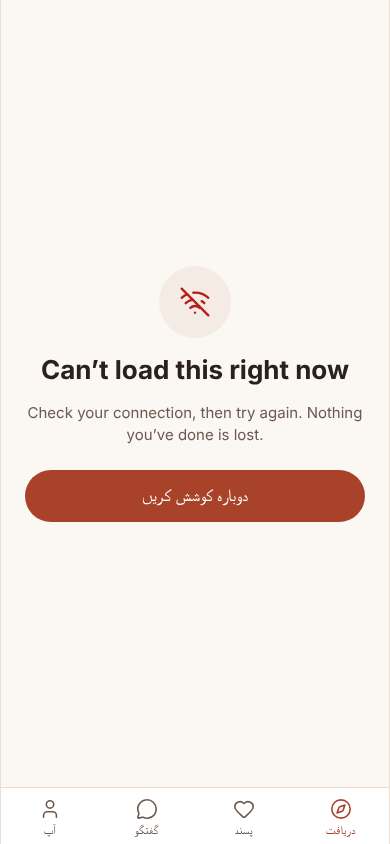 Can’t load this right now
Check your connection, then try again. Nothing
you’ve done is lost.
دوبارہ کوشش کریں
دریافت
پسند
گفتگو
آپ